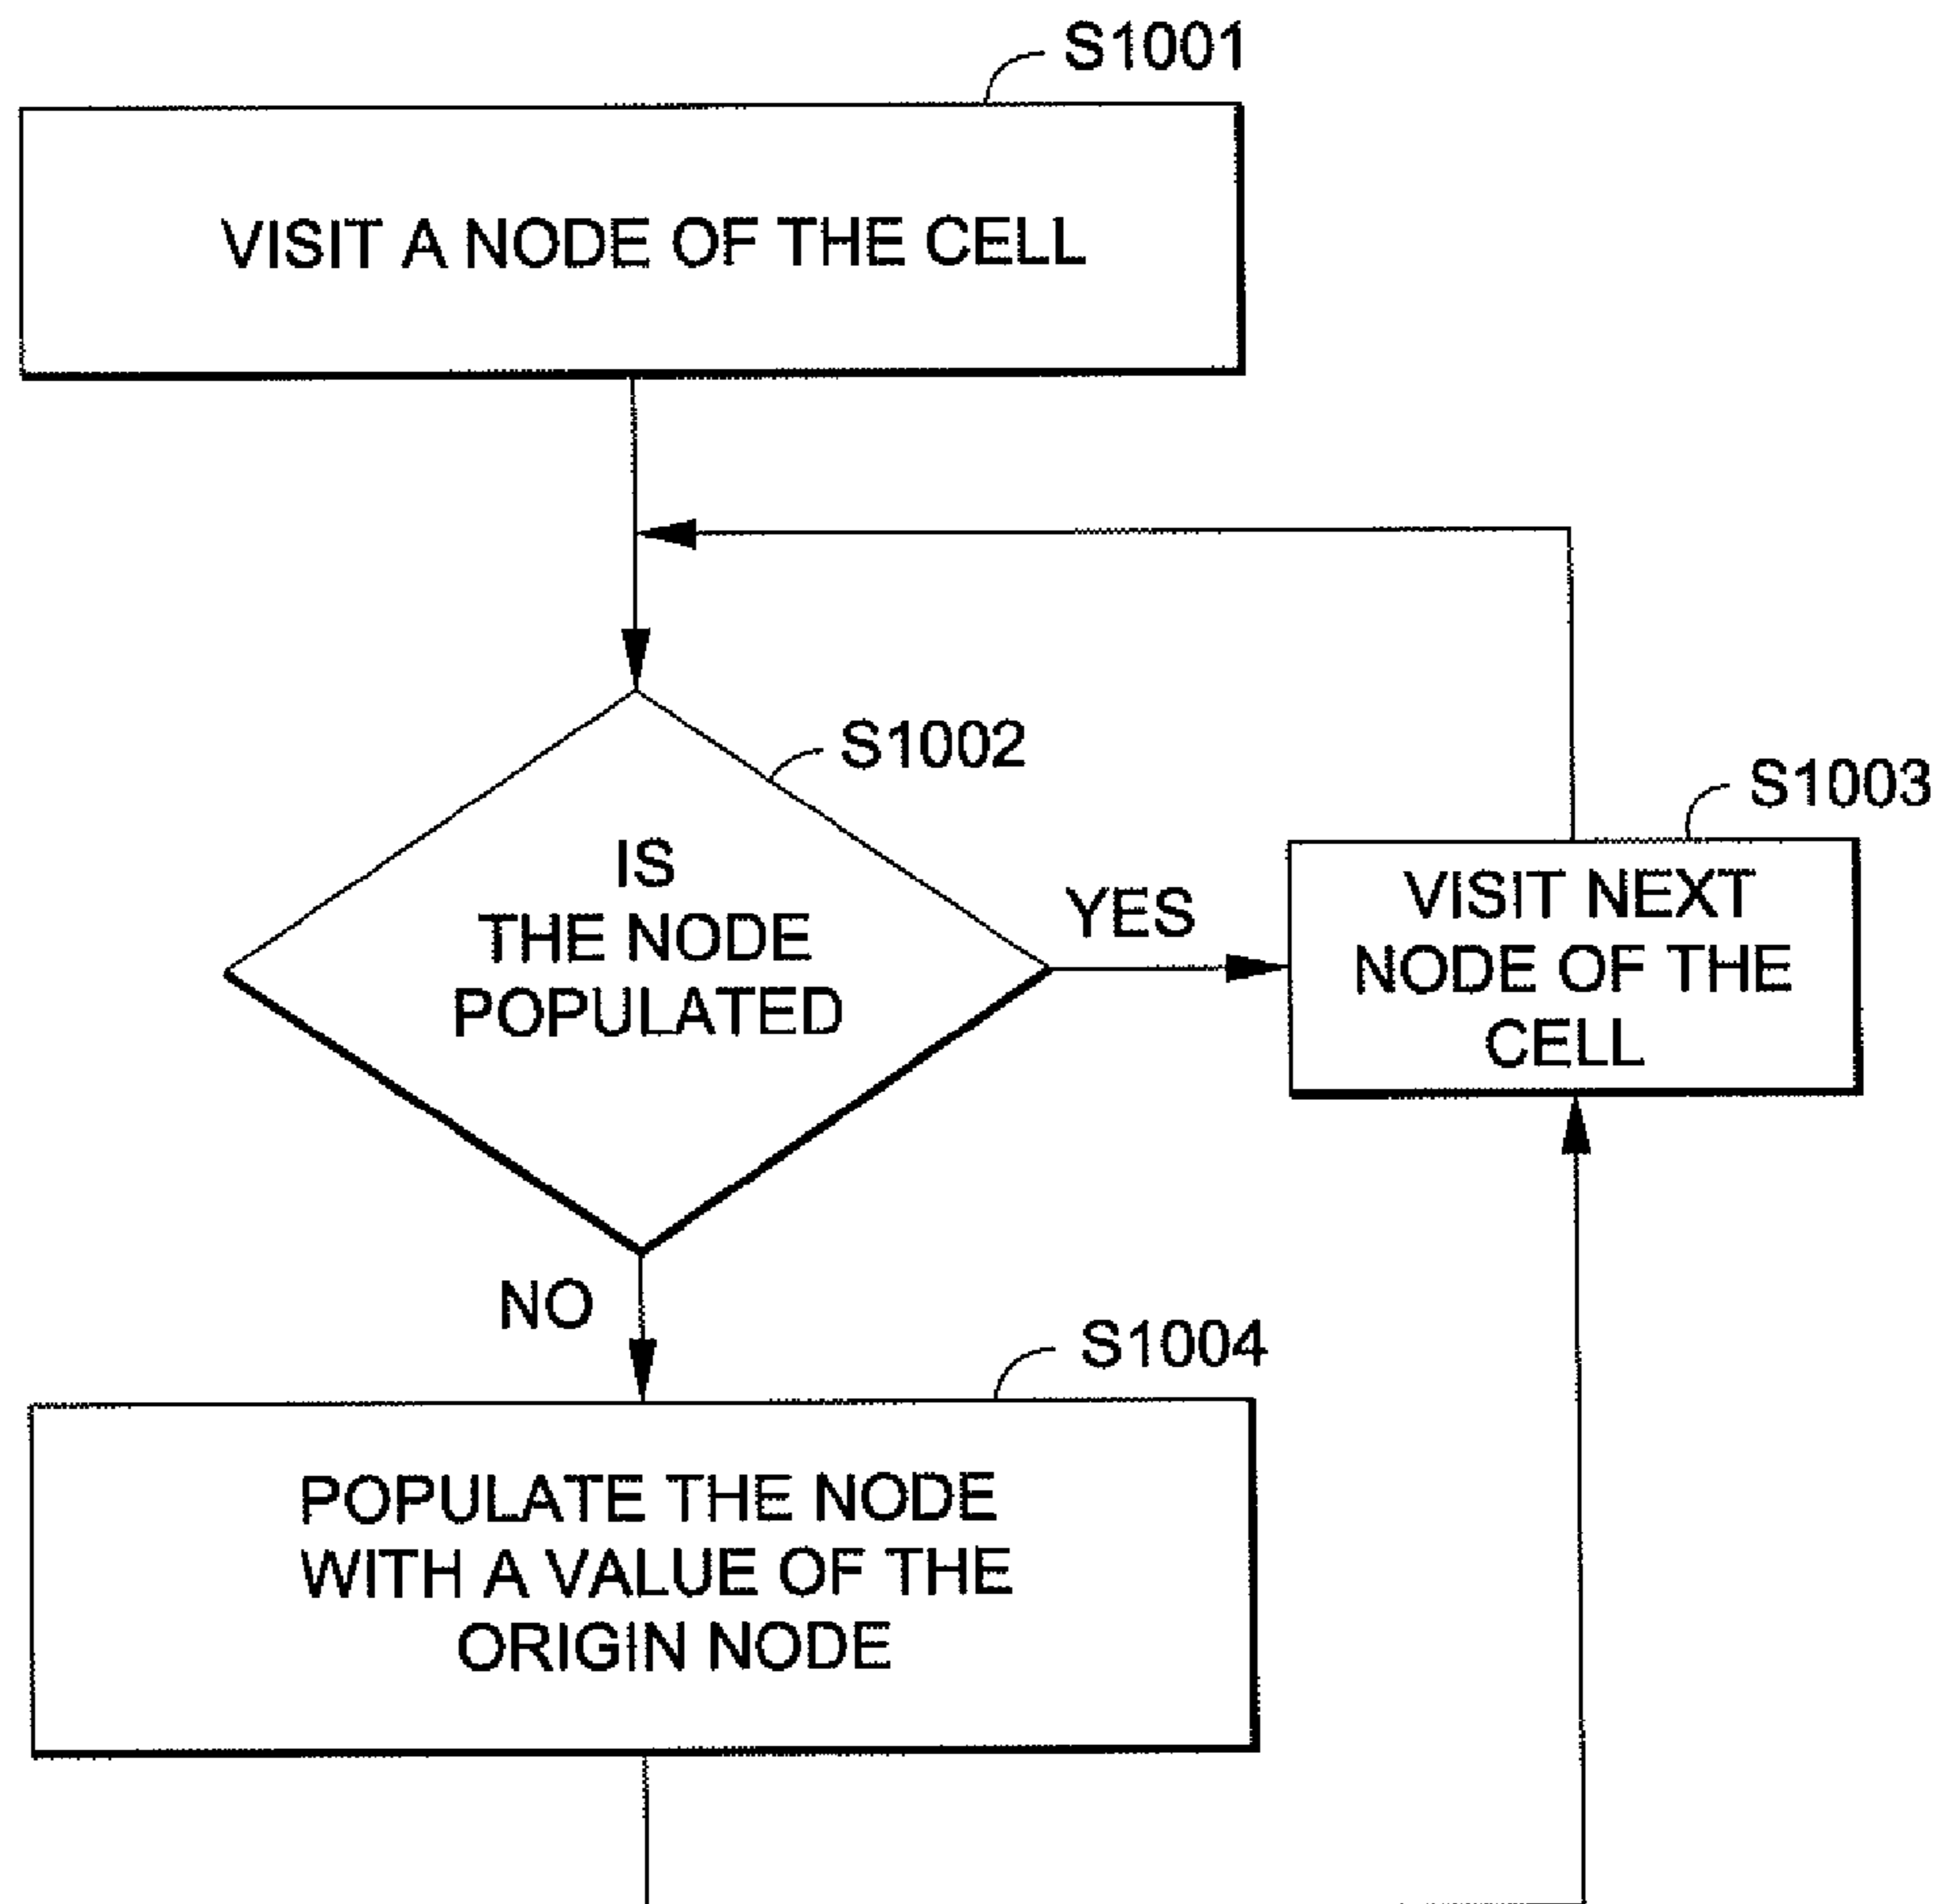 S1001
VISIT A NODE OF THE CELL
S1002
IS
THE NODE
POPULATED
YES
S1003
VISIT NEXT
NODE OF THE
CELL
NO
S1004
POPULATE THE NODE
WITH A VALUE OF THE
ORIGIN NODE